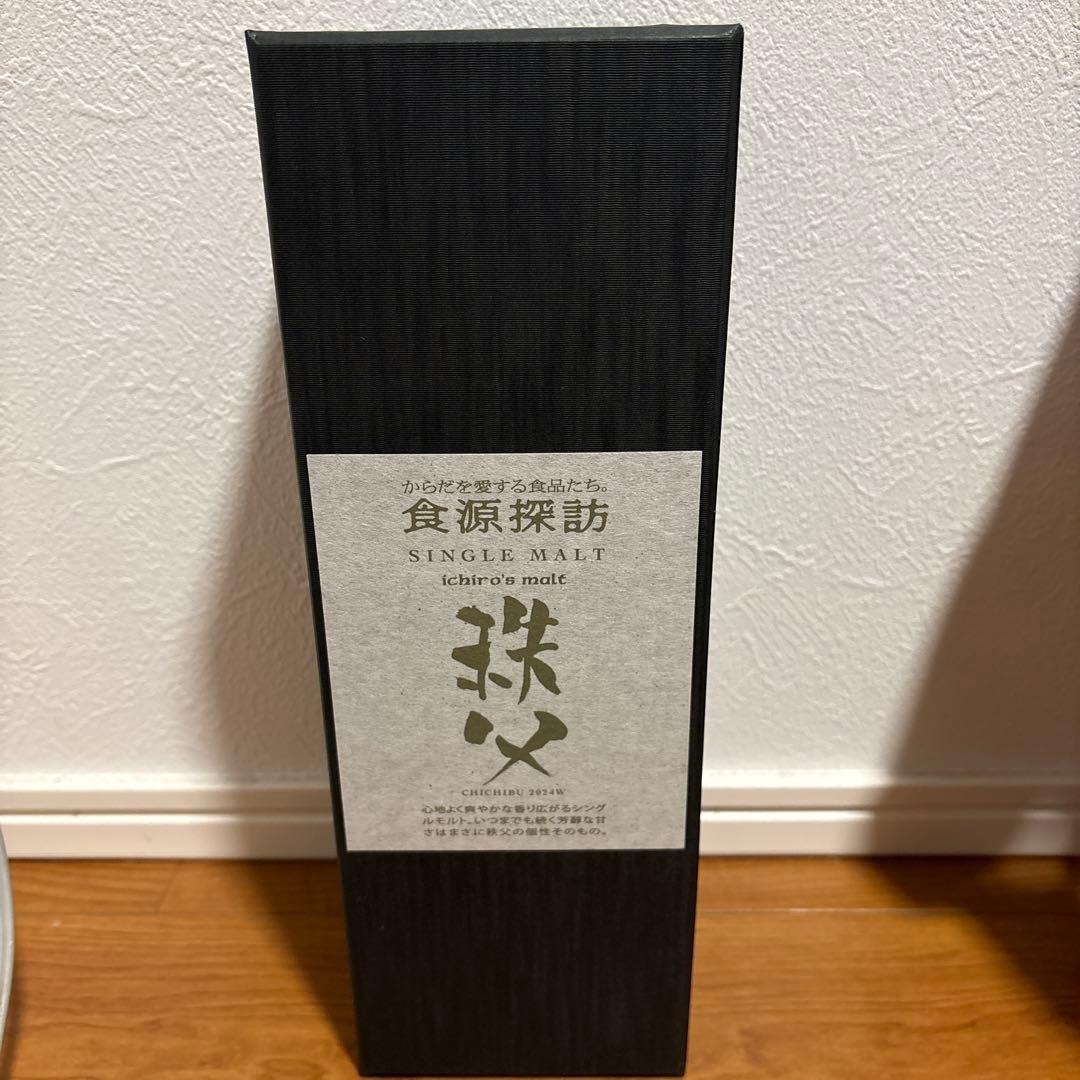 からだを愛する食品たち。
食源探訪
SINGLE MALT
ichiro's malt
秩
父
CHICHIBU 2024W
心地よく爽やかな香り広がるシング
ルモルト。いつまでも続く芳醇な甘
さはまさに秩父の個性そのもの。